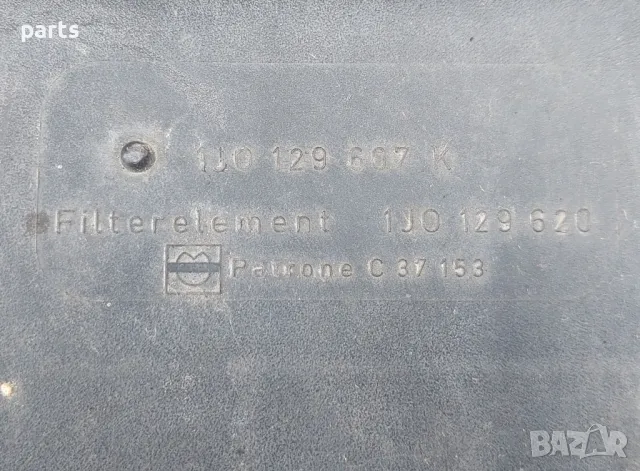 parts
1J0 129 607 K
Filterelement 1J0 129 620
Patrone C 37 153
BAZAR